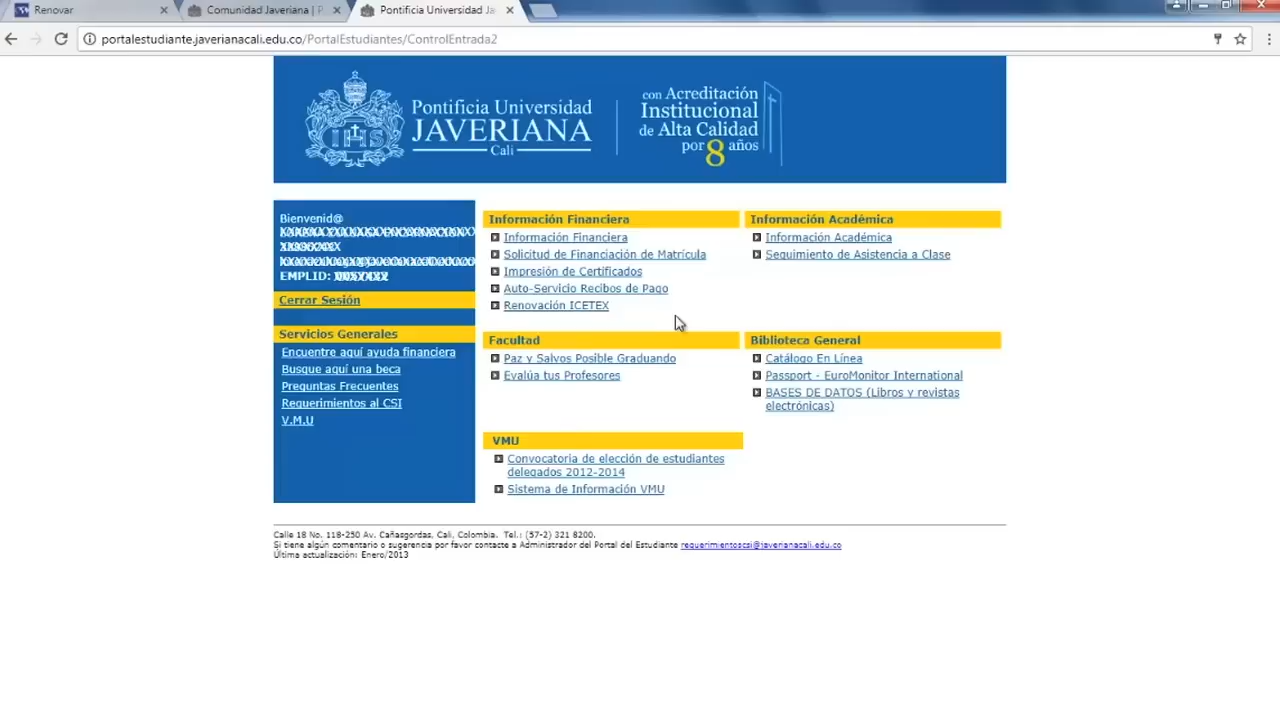 Renovar
Comunidad Javeriana | P
Pontificia Universidad Ja
portalestudiante.javerianacali.edu.co/PortalEstudiantes/ControlEntrada2
Pontificia Universidad
JAVERIANA
Cali
con Acreditación
Institucional
de Alta Calidad
por 8 años
IHS
Bienvenid@
EMPLID:
Cerrar Sesión
Servicios Generales
Encuentre aquí ayuda financiera
Busque aquí una beca
Preguntas Frecuentes
Requerimientos al CSI
V.M.U
Información Financiera
Información Financiera
Solicitud de Financiación de Matrícula
Impresión de Certificados
Auto-Servicio Recibos de Pago
Renovación ICETEX
Información Académica
Información Académica
Seguimiento de Asistencia a Clase
Facultad
Paz y Salvos Posible Graduando
Evalúa tus Profesores
Biblioteca General
Catálogo En Línea
Passport - EuroMonitor International
BASES DE DATOS (Libros y revistas
electrónicas)
VMU
Convocatoria de elección de estudiantes
delegados 2012-2014
Sistema de Información VMU
Calle 18 No. 118-250 Av. Cañasgordas, Cali, Colombia. Tel.: (57-2) 321 8200.
Si tiene algún comentario o sugerencia por favor contacte a Administrador del Portal del Estudiante requerimientoscsi@javerianacali.edu.co
Última actualización: Enero/2013